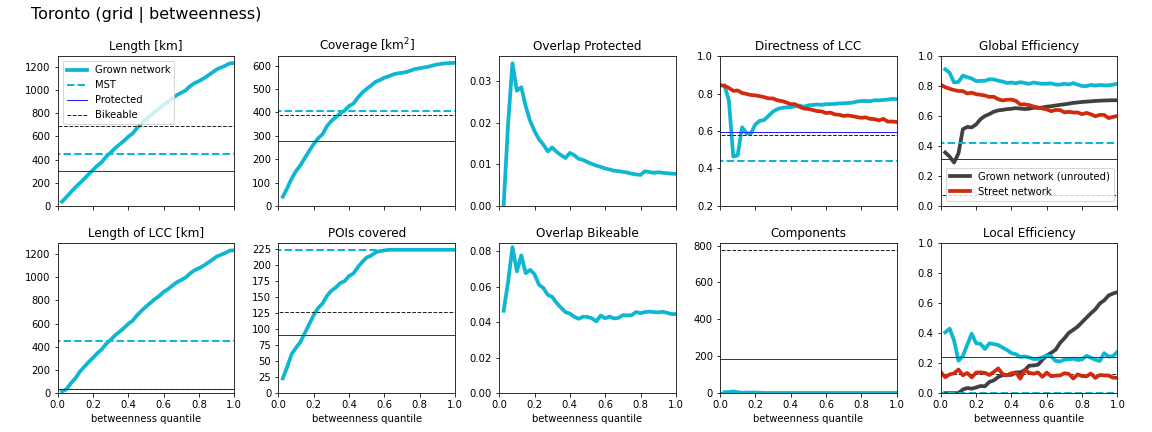 Toronto (grid | betweenness)
Length [km]
Coverage [km²]
Overlap Protected
Directness of LCC
Global Efficiency
1200
1000
800
600
400
200
0
Grown network
MST
Protected
Bikeable
600
500
400
300
200
100
0
0.03
0.02
0.01
0.00
1.0
0.8
0.6
0.4
0.2
1.0
0.8
0.6
0.4
0.2
0.0
Grown network (unrouted)
Street network
Length of LCC [km]
POIs covered
Overlap Bikeable
Components
Local Efficiency
1200
1000
800
600
400
200
0
0.0 0.2 0.4 0.6 0.8 1.0
betweenness quantile
225
200
175
150
125
100
75
50
25
0
0.0 0.2 0.4 0.6 0.8 1.0
betweenness quantile
0.08
0.06
0.04
0.02
0.00
0.0 0.2 0.4 0.6 0.8 1.0
betweenness quantile
800
600
400
200
0
0.0 0.2 0.4 0.6 0.8 1.0
betweenness quantile
1.0
0.8
0.6
0.4
0.2
0.0
0.0 0.2 0.4 0.6 0.8 1.0
betweenness quantile